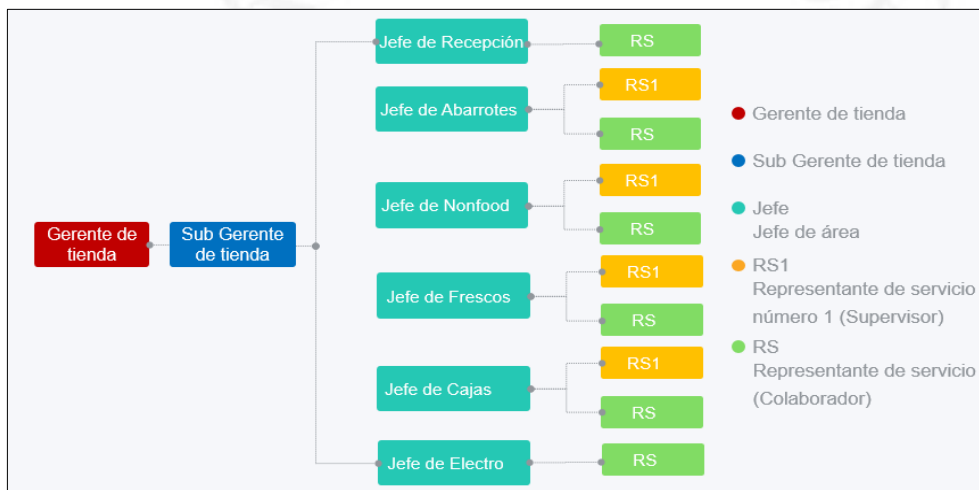 Jefe de Recepción
RS
RS1
Jefe de Abarrotes
RS
RS1
Jefe de Nonfood
RS
Gerente de
tienda
Sub Gerente
de tienda
RS1
Jefe de Frescos
RS
RS1
Jefe de Cajas
RS
Jefe de Electro
RS
Gerente de tienda
Sub Gerente de tienda
Jefe
Jefe de área
RS1
Representante de servicio
número 1 (Supervisor)
RS
Representante de servicio
(Colaborador)